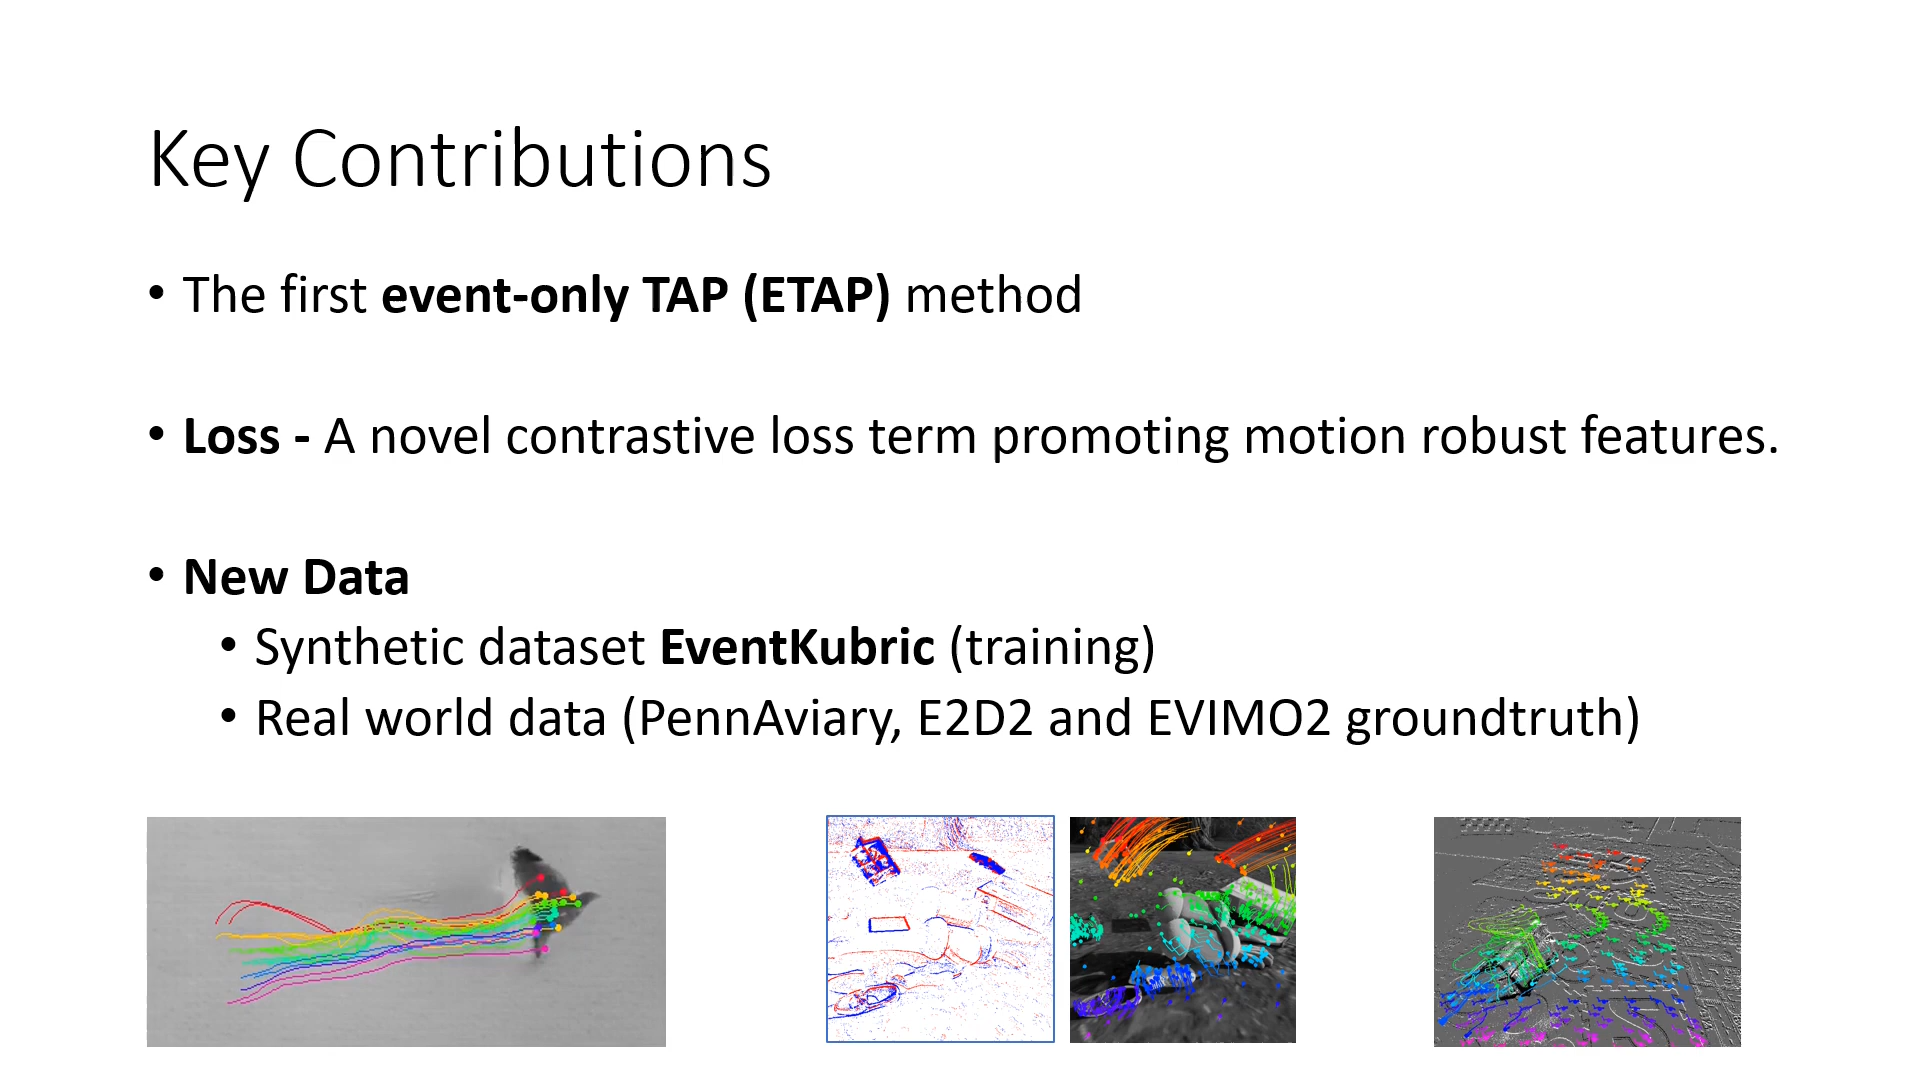 Key Contributions
• The first event-only TAP (ETAP) method
• Loss - A novel contrastive loss term promoting motion robust features.
• New Data
• Synthetic dataset EventKubric (training)
• Real world data (PennAviary, E2D2 and EVIMO2 groundtruth)